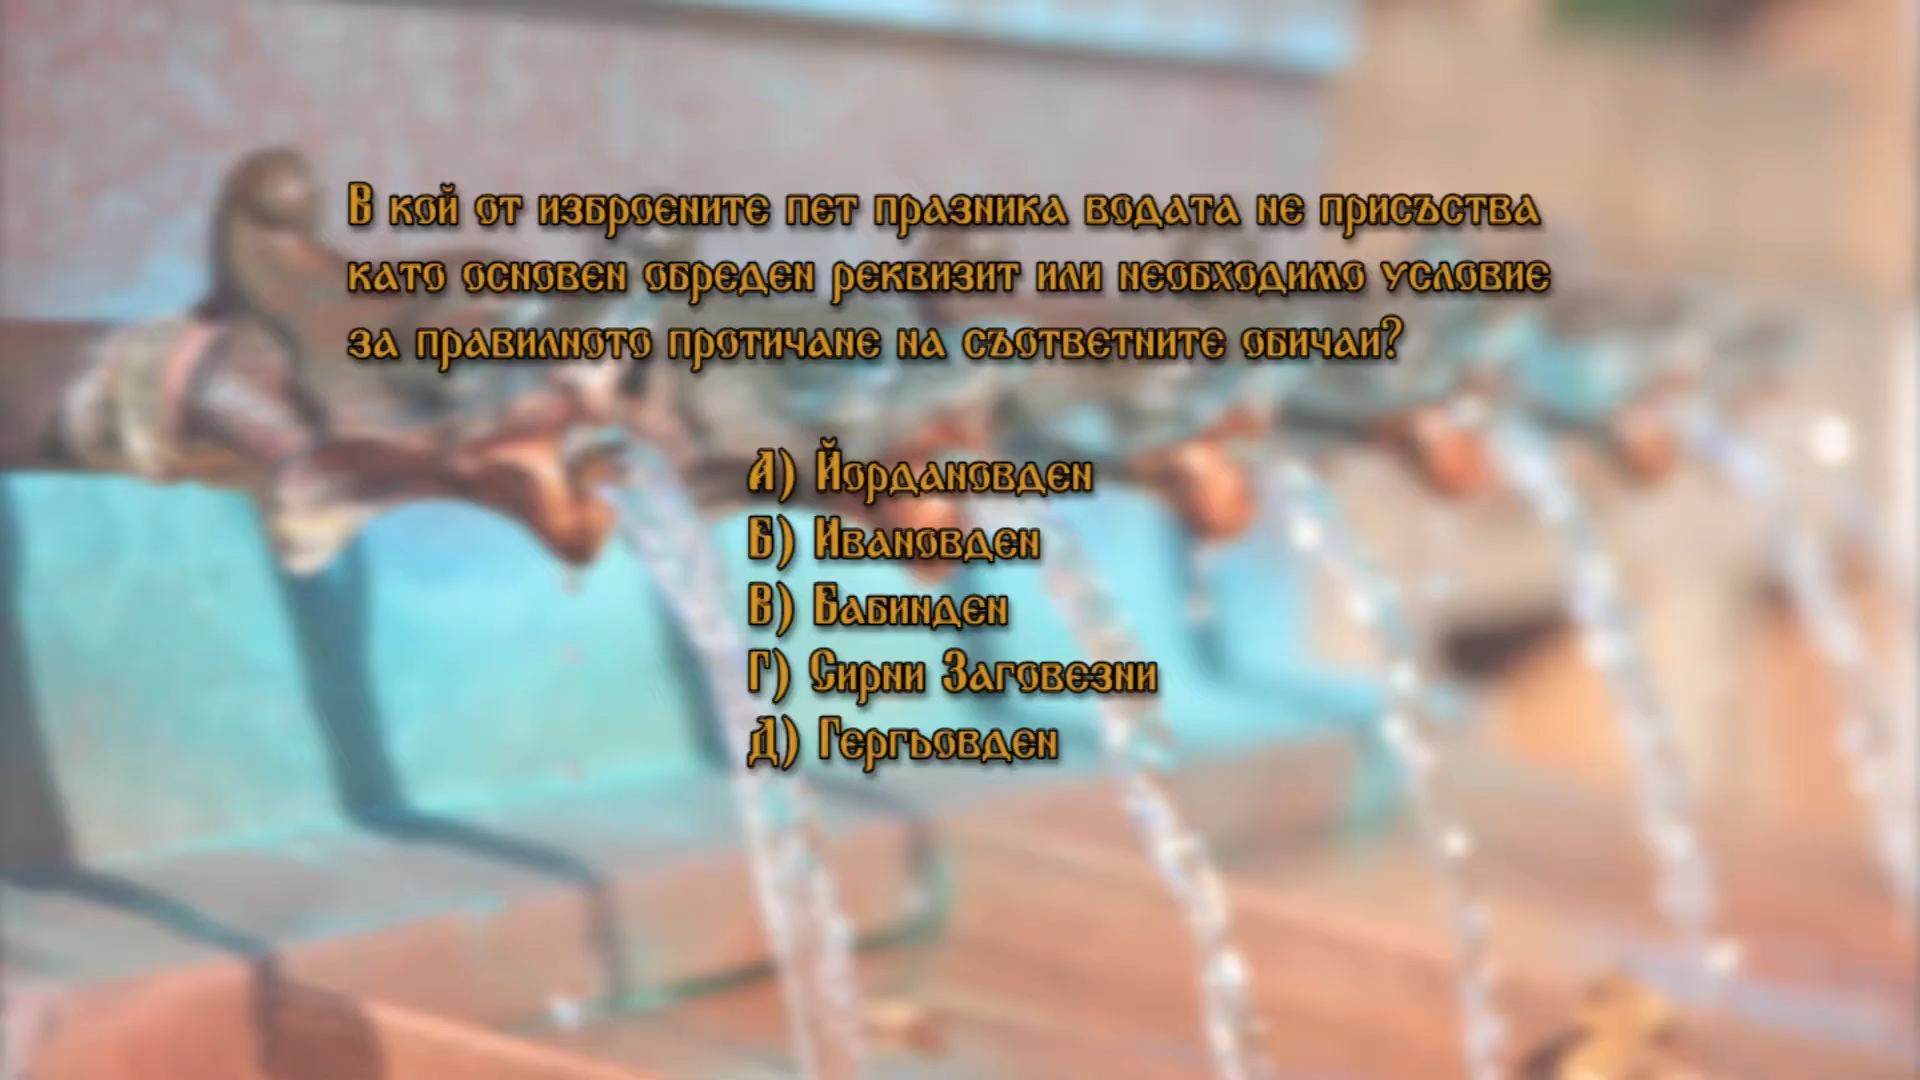 В кой от изброените пет празника водата не присъства
като основен обреден реквизит или необходимо условие
за правилното протичане на съответните обичаи?
А) Йордановден
Б) Ивановден
В) Бабинден
Г) Сирни Заговезни
Д) Гергьовден